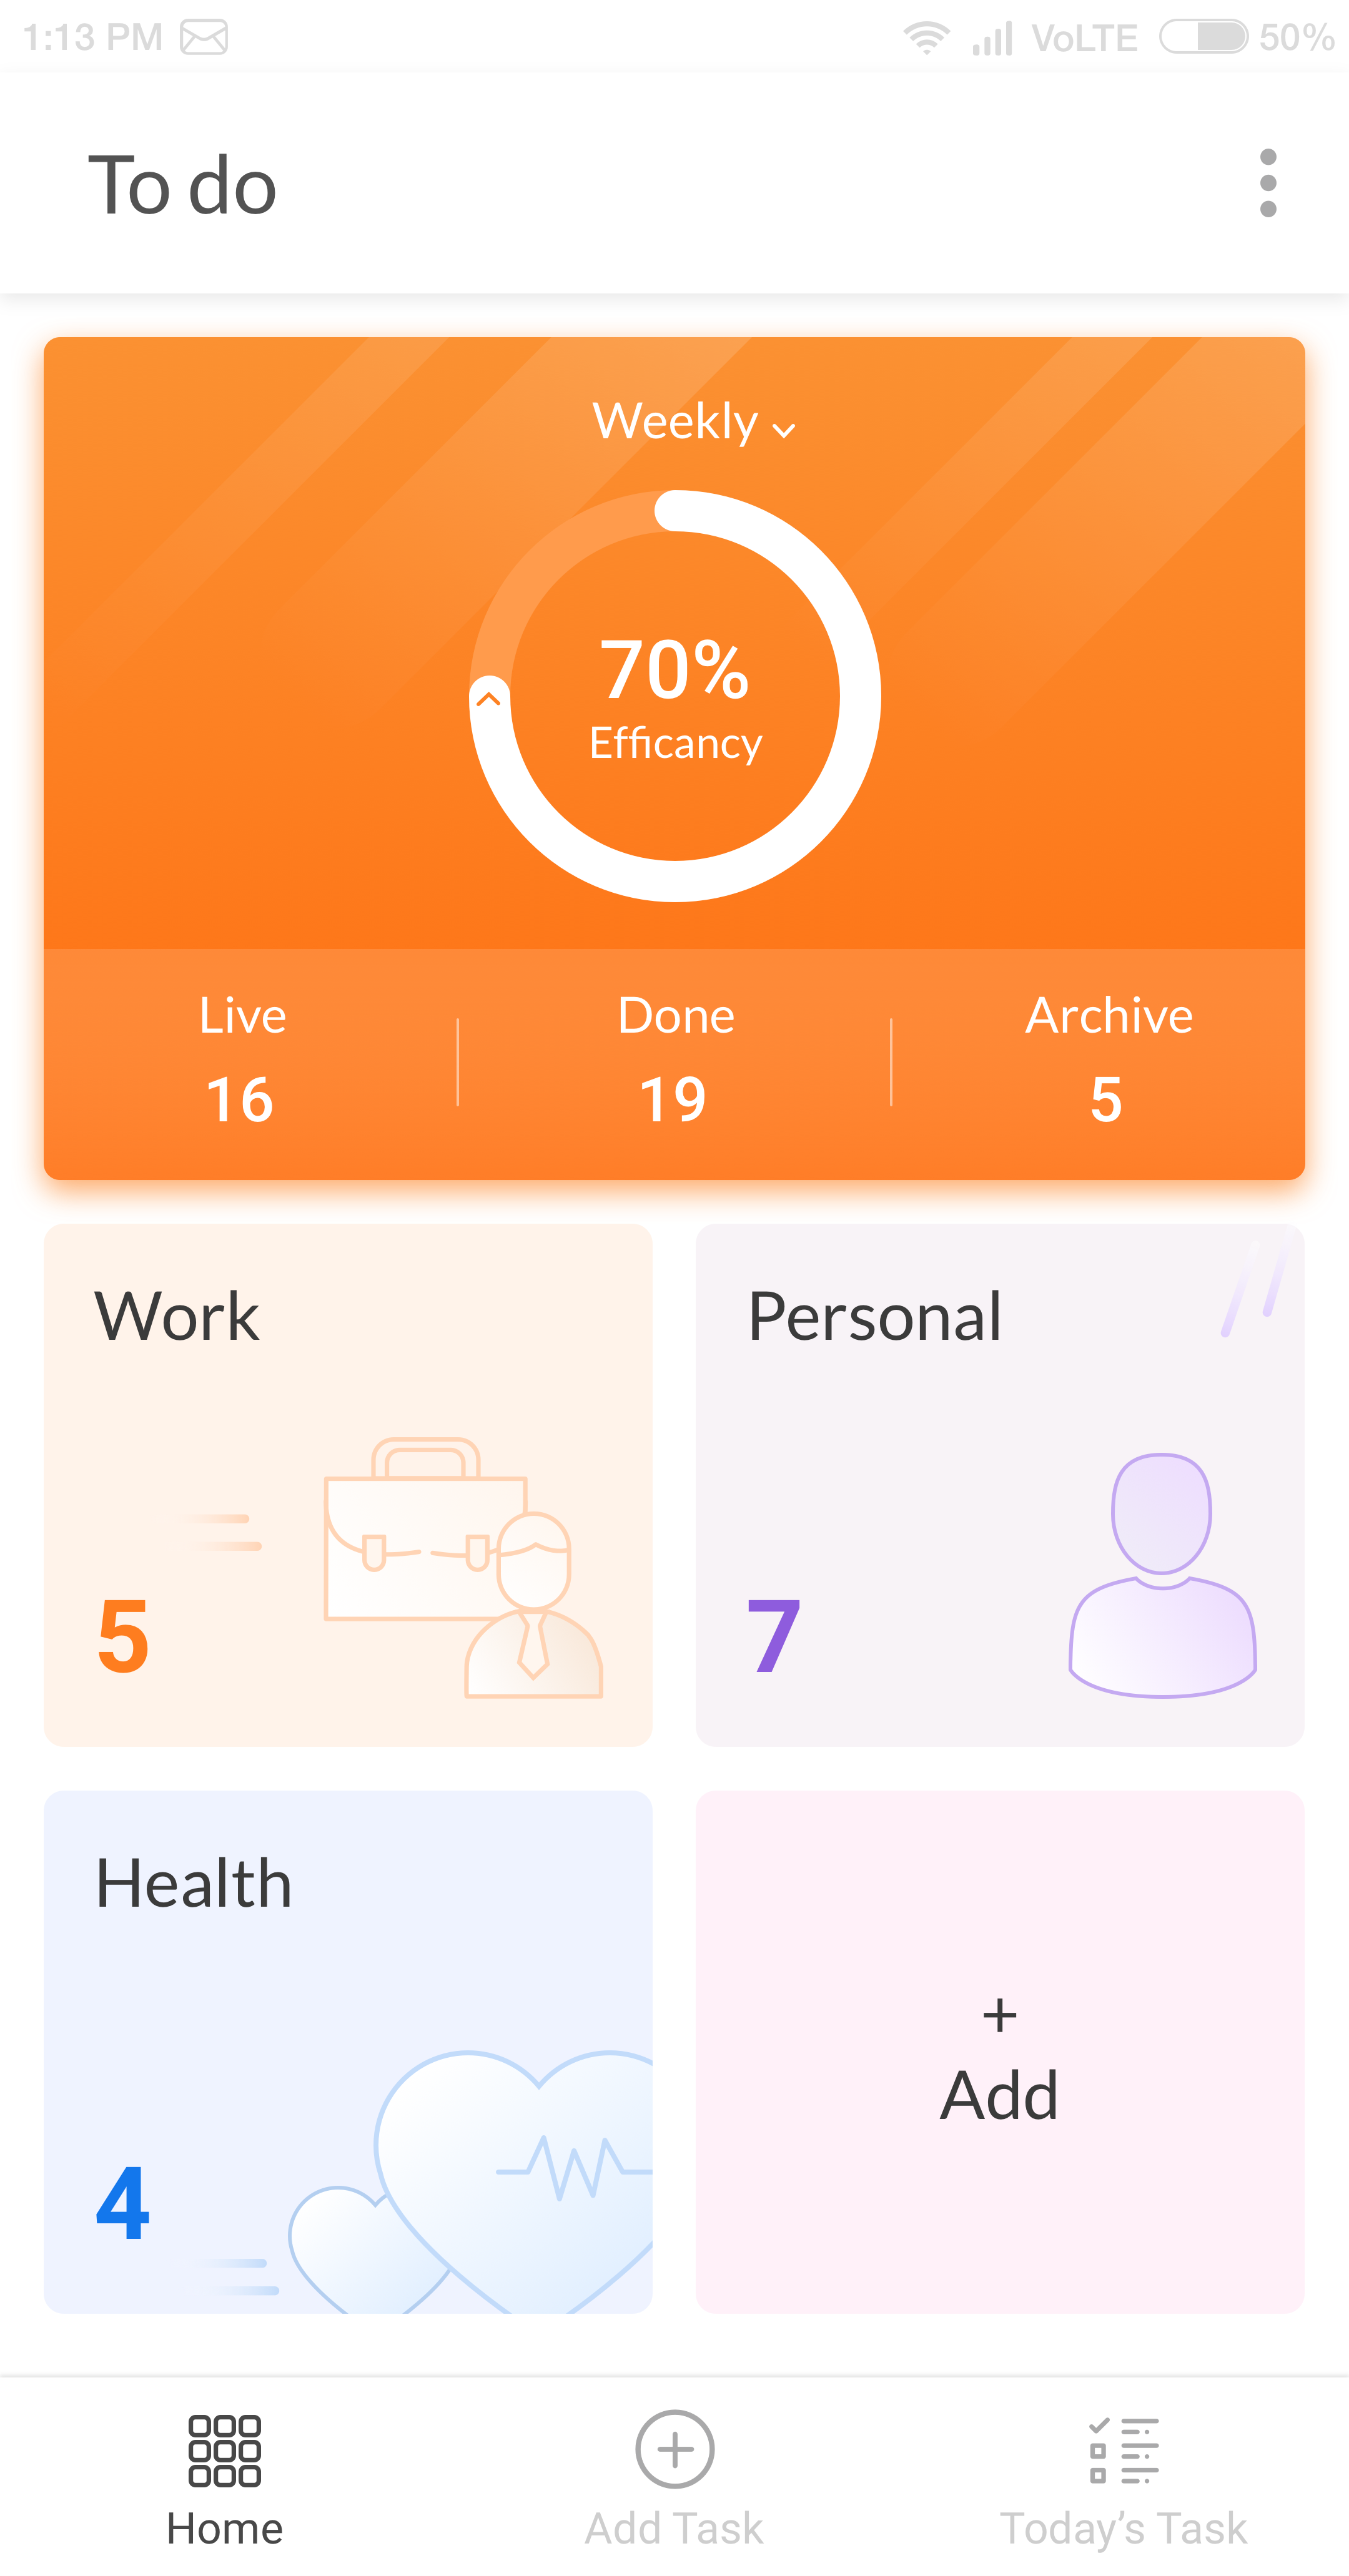 1:13 PM VoLTE 50%
To do
Weekly
70%
Efficancy
Live Done Archive
16 19 5
Work Personal
5 7
Health
+
Add
4
Home Add Task Today’s Task